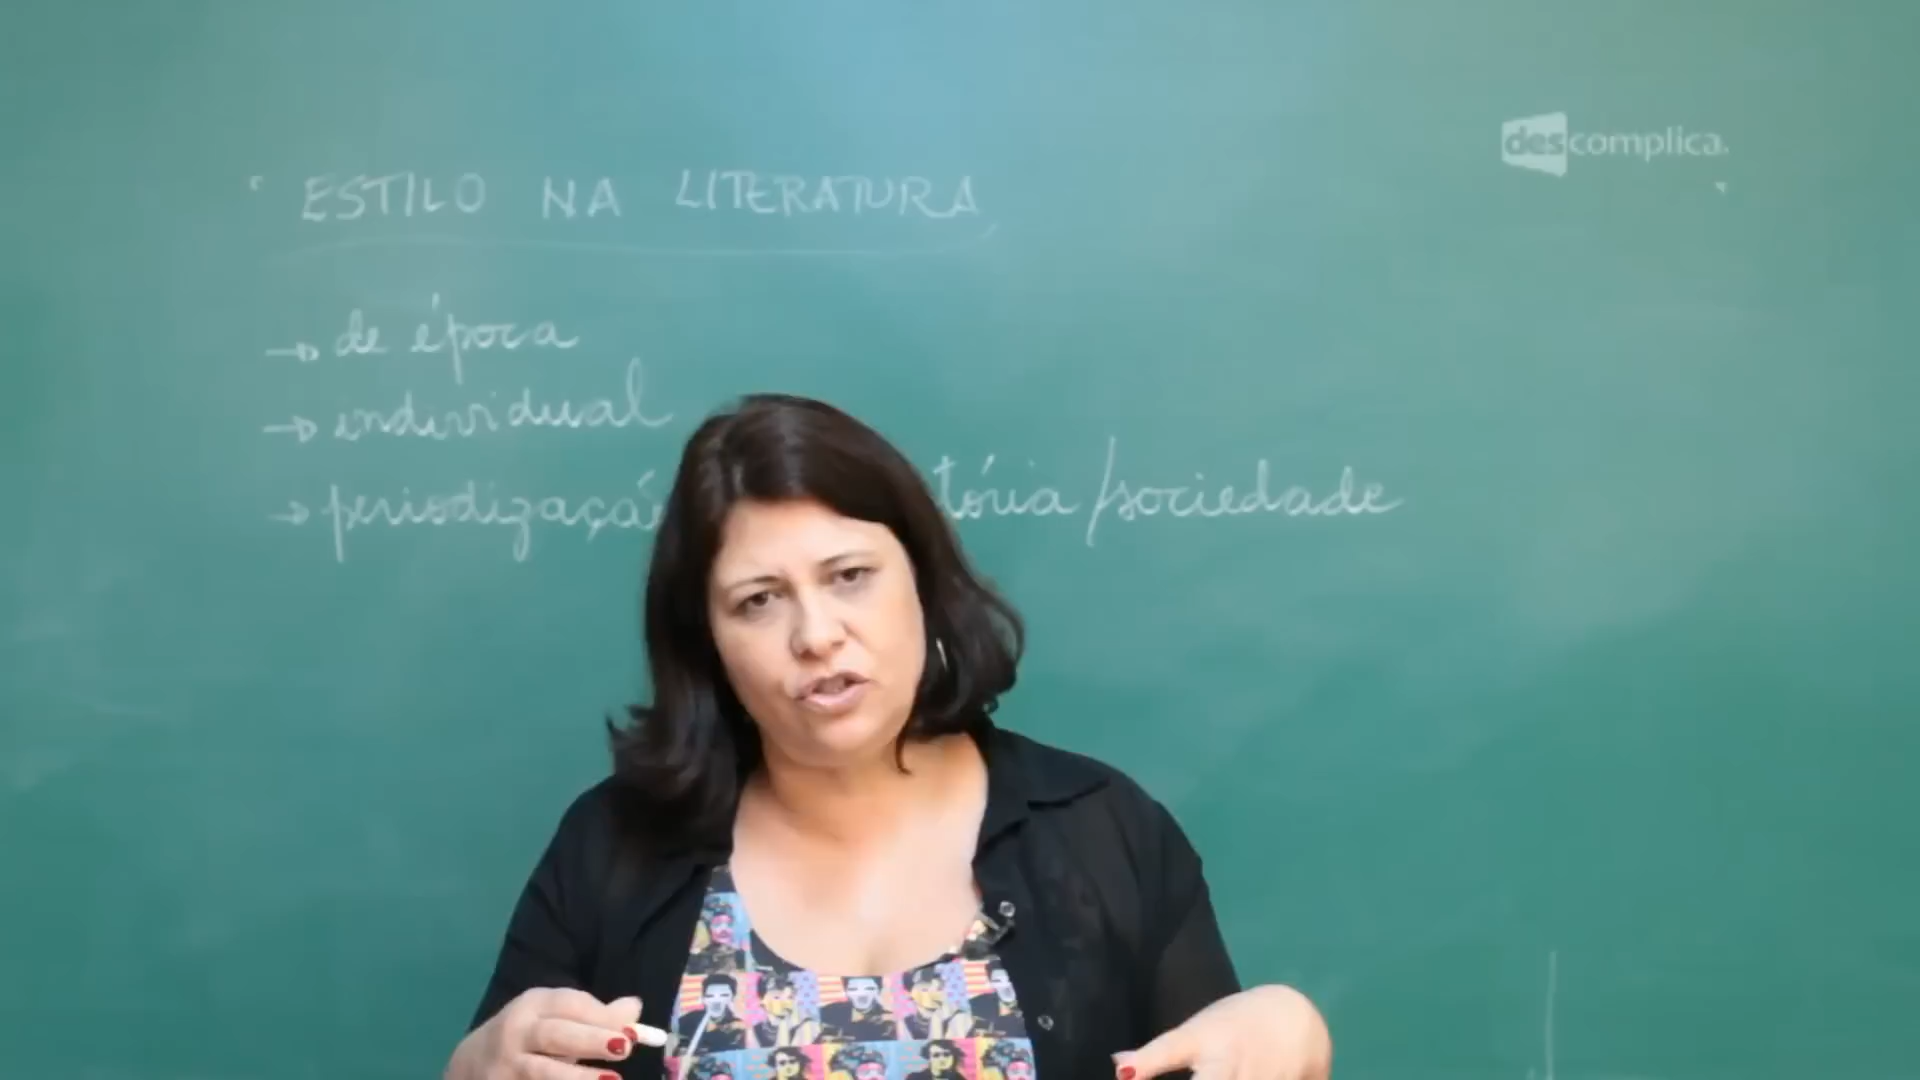 descomplica.
ESTILO NA LITERATURA
→ de época
→ individual
→ periodização tória/sociedade